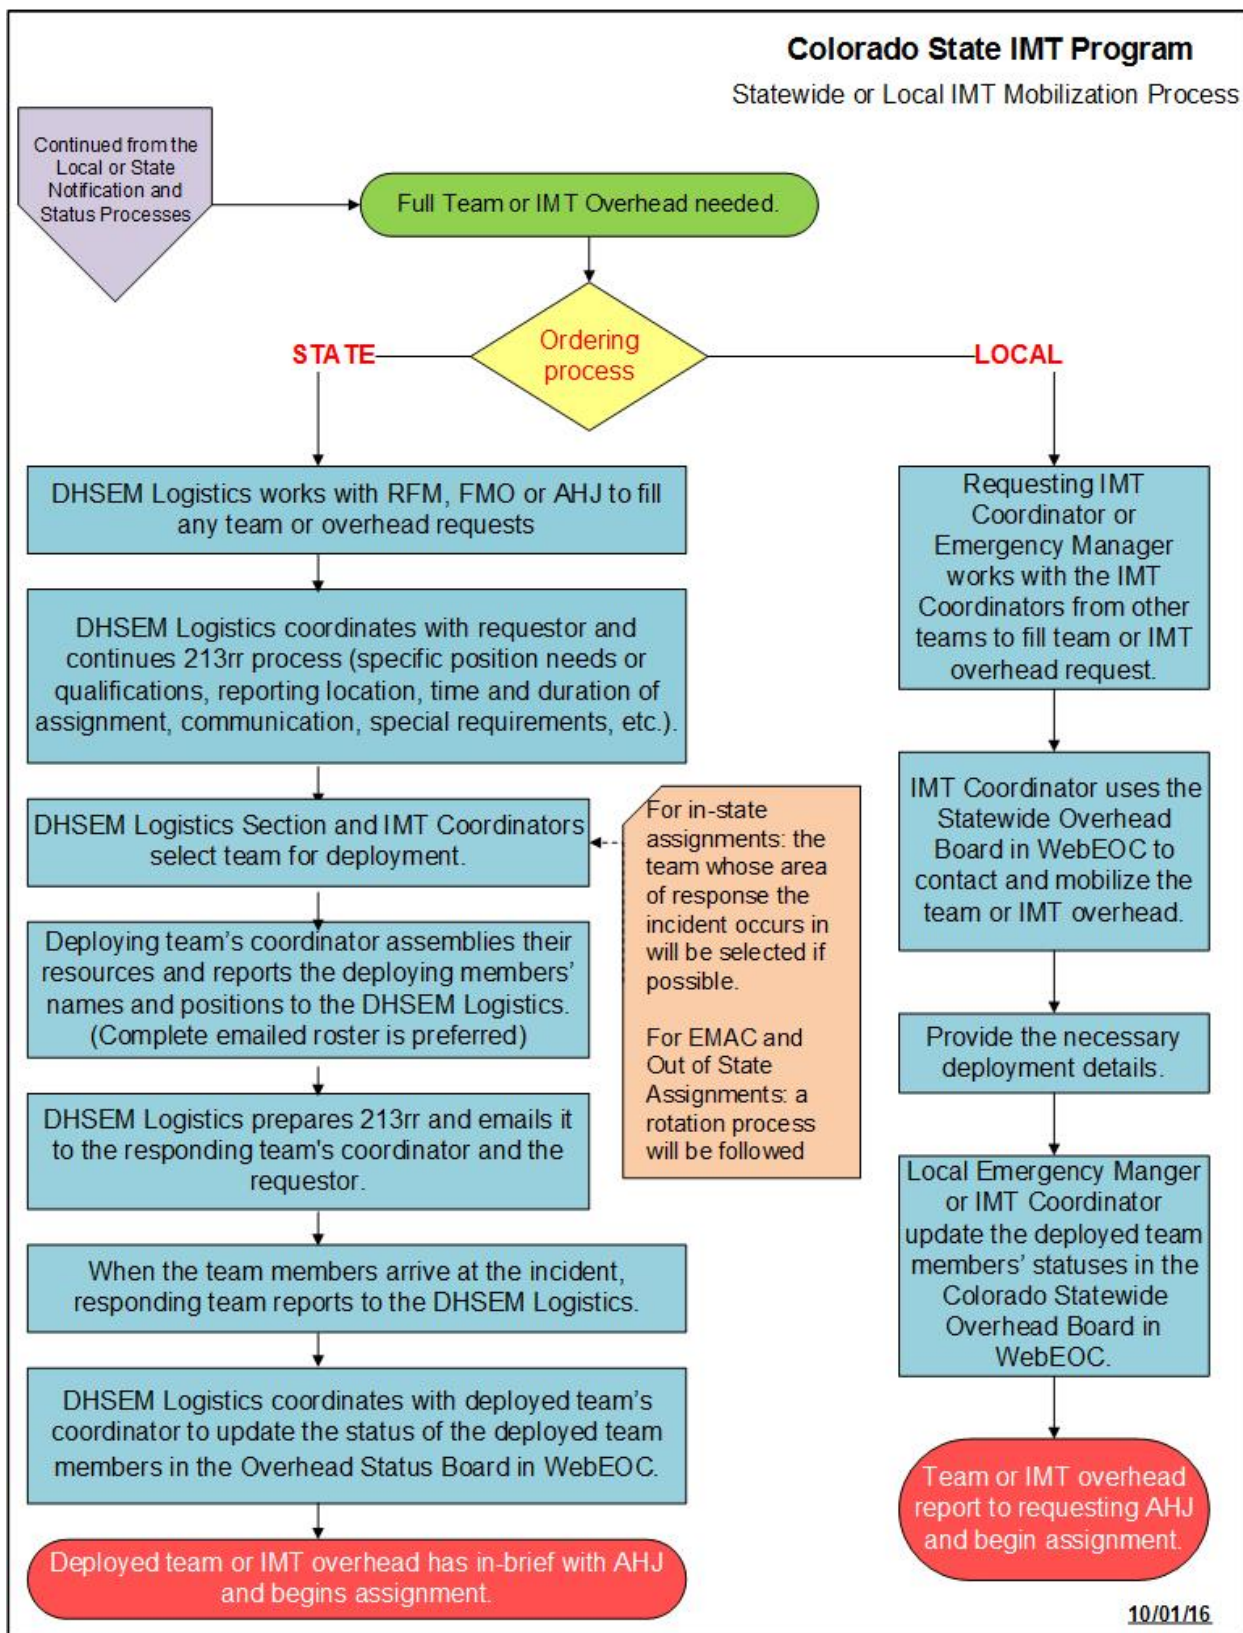 Colorado State IMT Program
Statewide or Local IMT Mobilization Process
Continued from the
Local or State
Notification and
Status Processes
Full Team or IMT Overhead needed.
Ordering
process
STATE
LOCAL
DHSEM Logistics works with RFM, FMO or AHJ to fill
any team or overhead requests
DHSEM Logistics coordinates with requestor and
continues 213rr process (specific position needs or
qualifications, reporting location, time and duration of
assignment, communication, special requirements, etc.).
DHSEM Logistics Section and IMT Coordinators
select team for deployment.
For in-state
assignments: the
team whose area
of response the
incident occurs in
will be selected if
possible.
For EMAC and
Out of State
Assignments: a
rotation process
will be followed
Deploying team’s coordinator assemblies their
resources and reports the deploying members’
names and positions to the DHSEM Logistics.
(Complete emailed roster is preferred)
DHSEM Logistics prepares 213rr and emails it
to the responding team's coordinator and the
requestor.
When the team members arrive at the incident,
responding team reports to the DHSEM Logistics.
DHSEM Logistics coordinates with deployed team’s
coordinator to update the status of the deployed team
members in the Overhead Status Board in WebEOC.
Deployed team or IMT overhead has in-brief with AHJ
and begins assignment.
Requesting IMT
Coordinator or
Emergency Manager
works with the IMT
Coordinators from other
teams to fill team or IMT
overhead request.
IMT Coordinator uses the
Statewide Overhead
Board in WebEOC to
contact and mobilize the
team or IMT overhead.
Provide the necessary
deployment details.
Local Emergency Manger
or IMT Coordinator
update the deployed team
members’ statuses in the
Colorado Statewide
Overhead Board in
WebEOC.
Team or IMT overhead
report to requesting AHJ
and begin assignment.
10/01/16